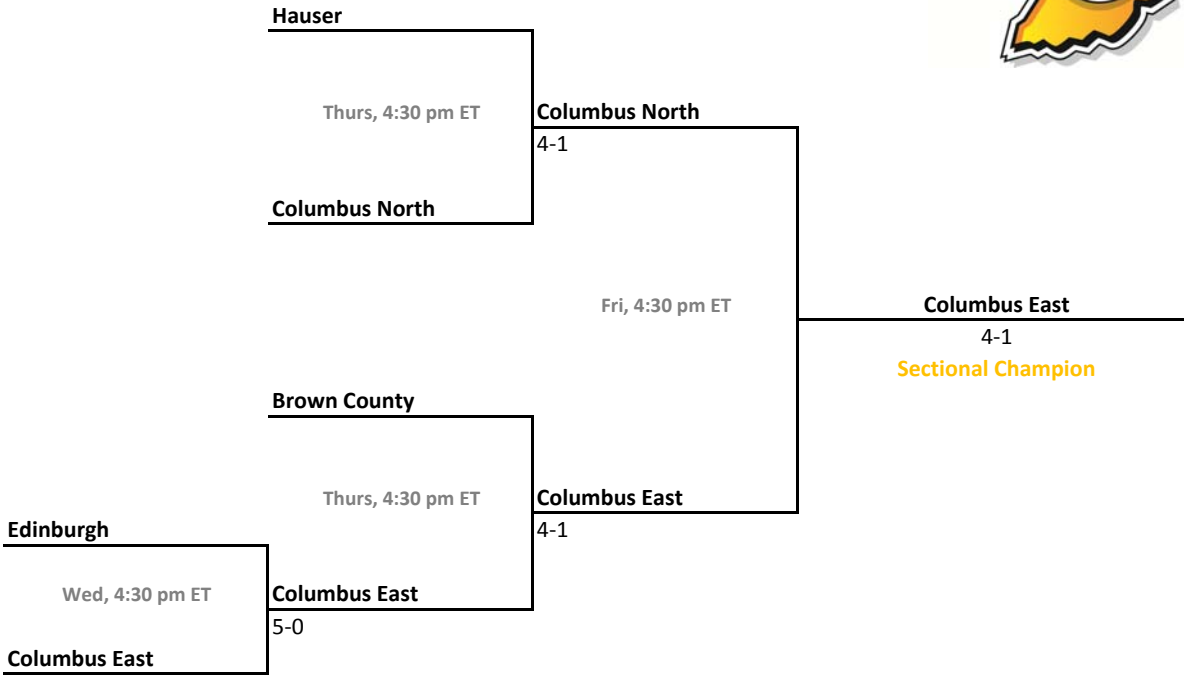 Hauser
Thurs, 4:30 pm ET
Columbus North
4-1
Columbus North
Fri, 4:30 pm ET
Columbus East
4-1
Sectional Champion
Brown County
Thurs, 4:30 pm ET
Columbus East
4-1
Edinburgh
Wed, 4:30 pm ET
Columbus East
5-0
Columbus East